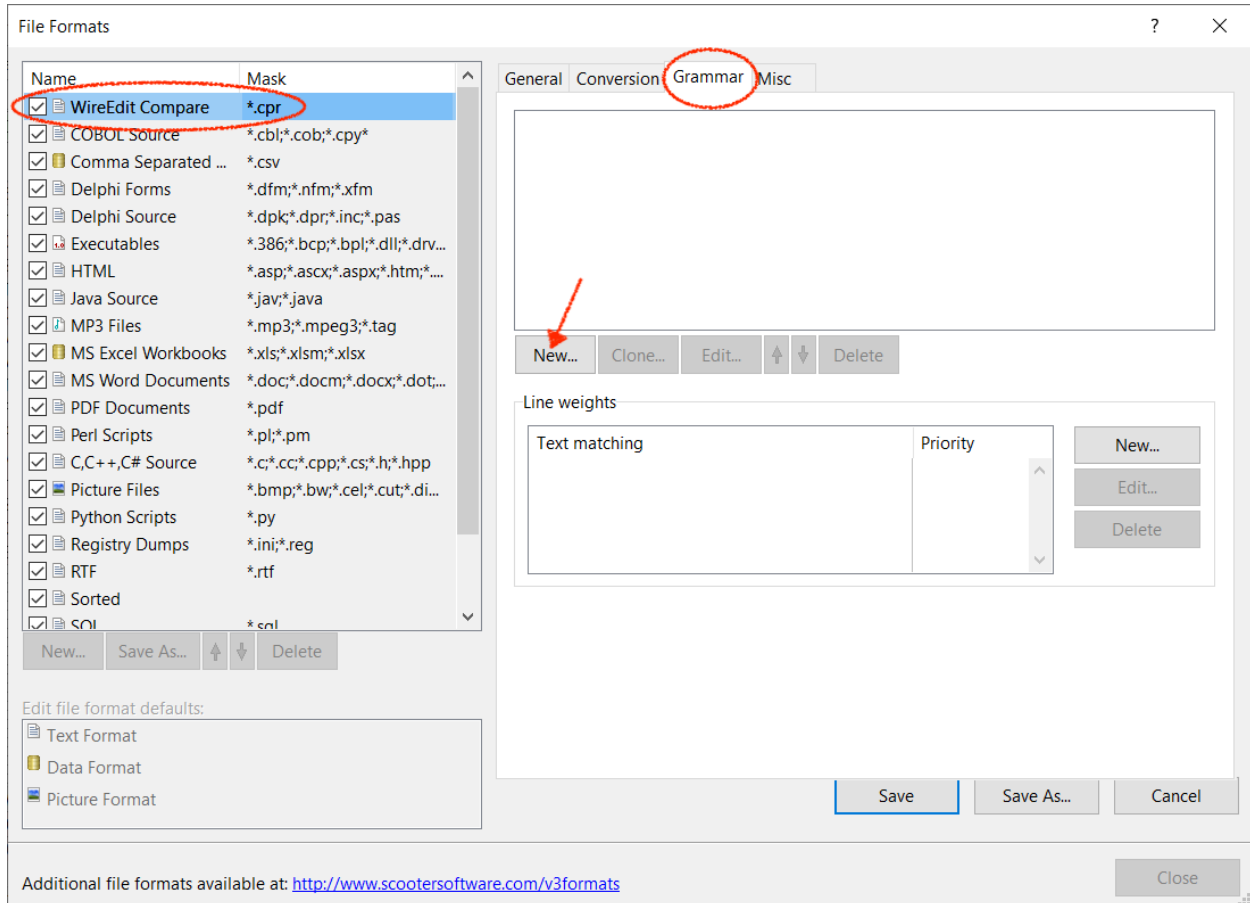 File Formats
?
Name Mask
WireEdit Compare *.cpr
COBOL Source *.cbl;*.cob;*.cpy*
Comma Separated ... *.csv
Delphi Forms *.dfm;*.nfm;*.xfm
Delphi Source *.dpk;*.dpr;*.inc;*.pas
Executables *.386;*.bcp;*.bpl;*.dll;*.drv...
HTML *.asp;*.ascx;*.aspx;*.htm;*....
Java Source *.jav;*.java
MP3 Files *.mp3;*.mpeg3;*.tag
MS Excel Workbooks *.xls;*.xlsm;*.xlsx
MS Word Documents *.doc;*.docm;*.docx;*.dot;...
PDF Documents *.pdf
Perl Scripts *.pl;*.pm
C,C++,C# Source *.c;*.cc;*.cpp;*.cs;*.h;*.hpp
Picture Files *.bmp;*.bw;*.cel;*.cut;*.di...
Python Scripts *.py
Registry Dumps *.ini;*.reg
RTF *.rtf
Sorted
SQL *.sql
New... Save As... Delete
Edit file format defaults:
Text Format
Data Format
Picture Format
General Conversion Grammar Misc
New... Clone... Edit... Delete
Line weights
Text matching Priority
New...
Edit...
Delete
Save Save As... Cancel
Additional file formats available at: http://www.scootersoftware.com/v3formats
Close